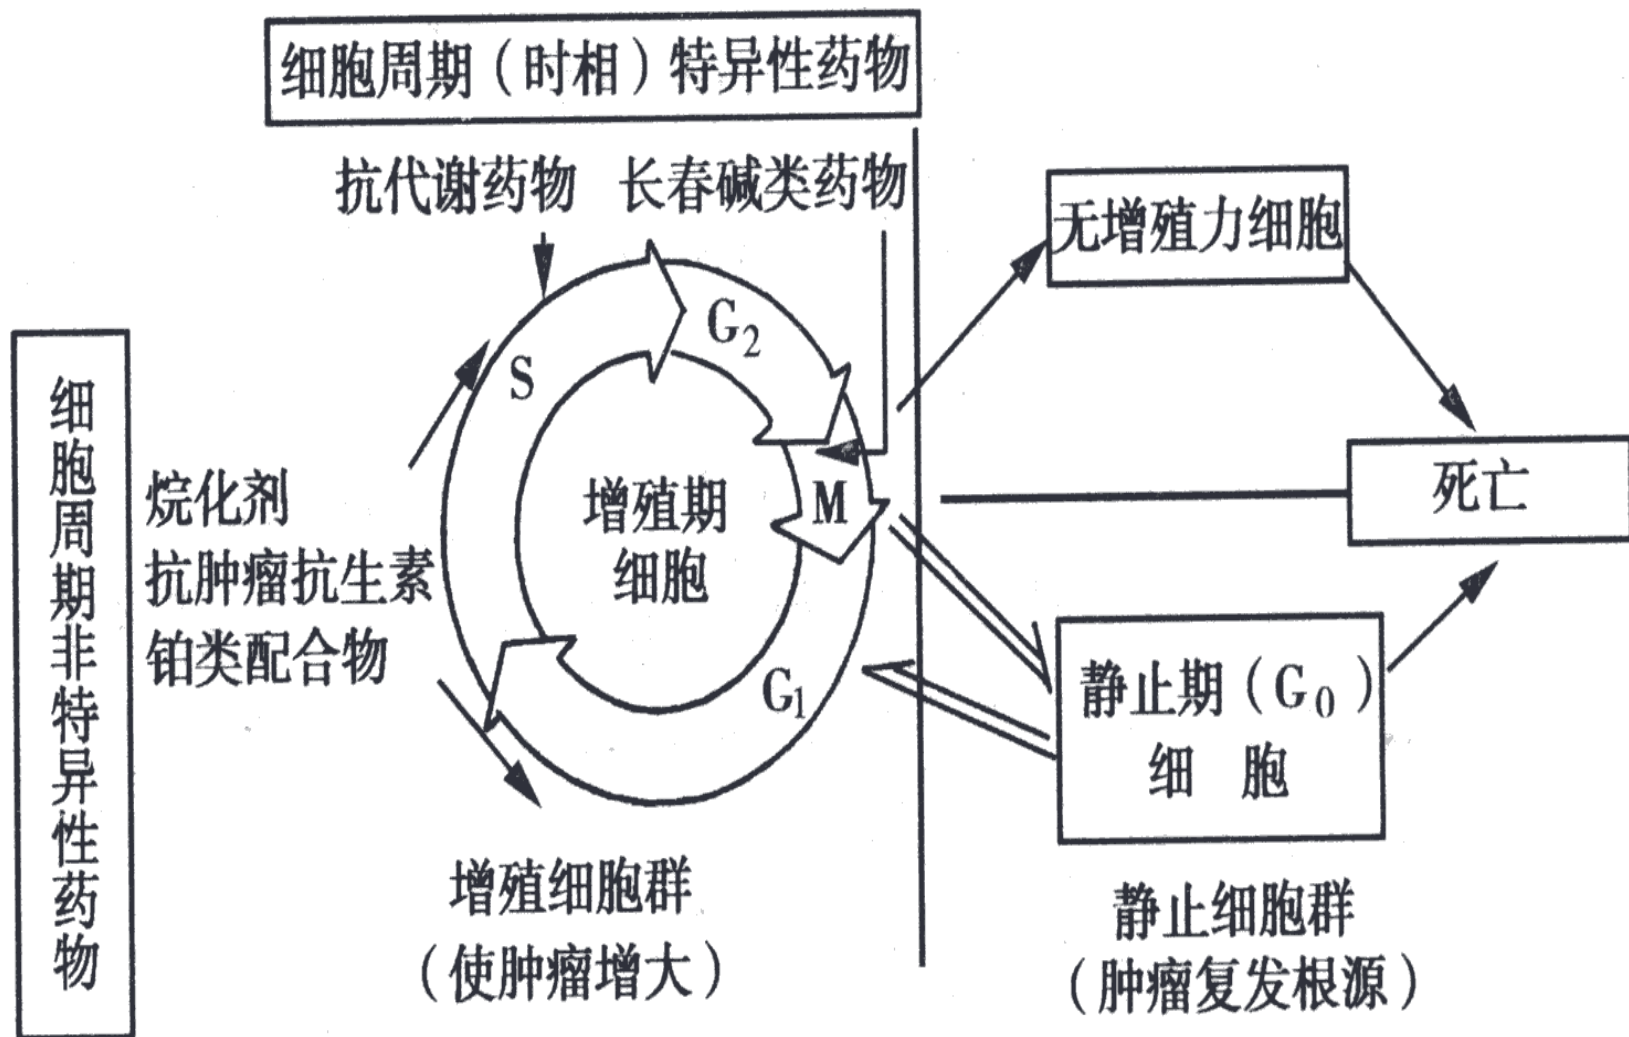 细胞周期（时相）特异性药物
抗代谢药物 长春碱类药物
无增殖力细胞
G2
S
细胞周期非特异性药物
烷化剂
抗肿瘤抗生素
铂类配合物
增殖期
细胞
M
死亡
G1
静止期（G0）
细 胞
增殖细胞群
（使肿瘤增大）
静止细胞群
（肿瘤复发根源）